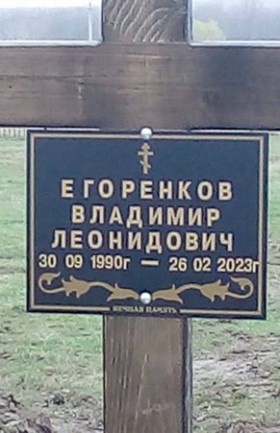 ЕГОРЕНКОВ
ВЛАДИМИР
ЛЕОНИДОВИЧ
30 09 1990г — 26 02 2023г
ВЕЧНАЯ ПАМЯТЬ